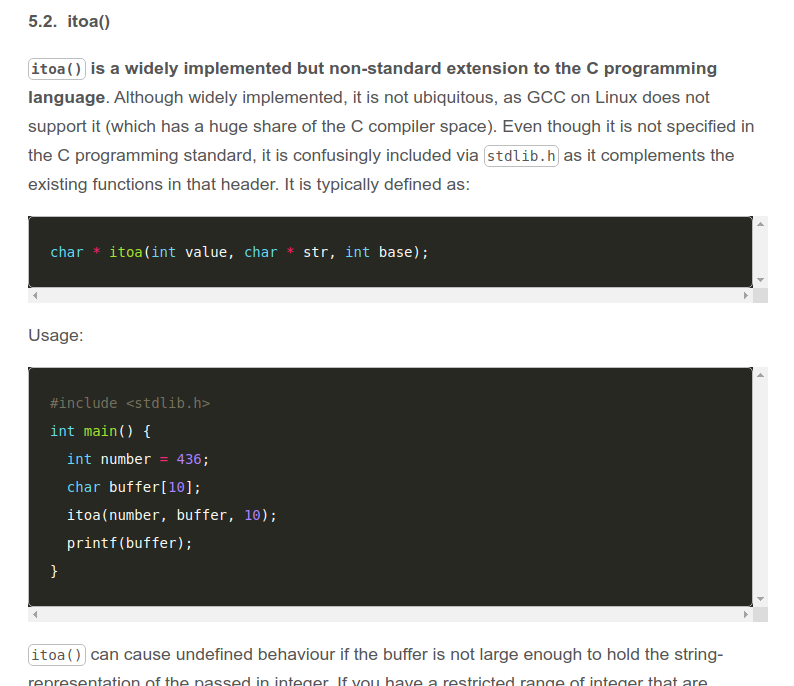 5.2. itoa()
itoa() is a widely implemented but non-standard extension to the C programming
language. Although widely implemented, it is not ubiquitous, as GCC on Linux does not
support it (which has a huge share of the C compiler space). Even though it is not specified in
the C programming standard, it is confusingly included via stdlib.h as it complements the
existing functions in that header. It is typically defined as:
char * itoa(int value, char * str, int base);
Usage:
#include <stdlib.h>
int main() {
  int number = 436;
  char buffer[10];
  itoa(number, buffer, 10);
  printf(buffer);
}
itoa() can cause undefined behaviour if the buffer is not large enough to hold the string-
representation of the passed in integer. If you have a restricted range of integer that are